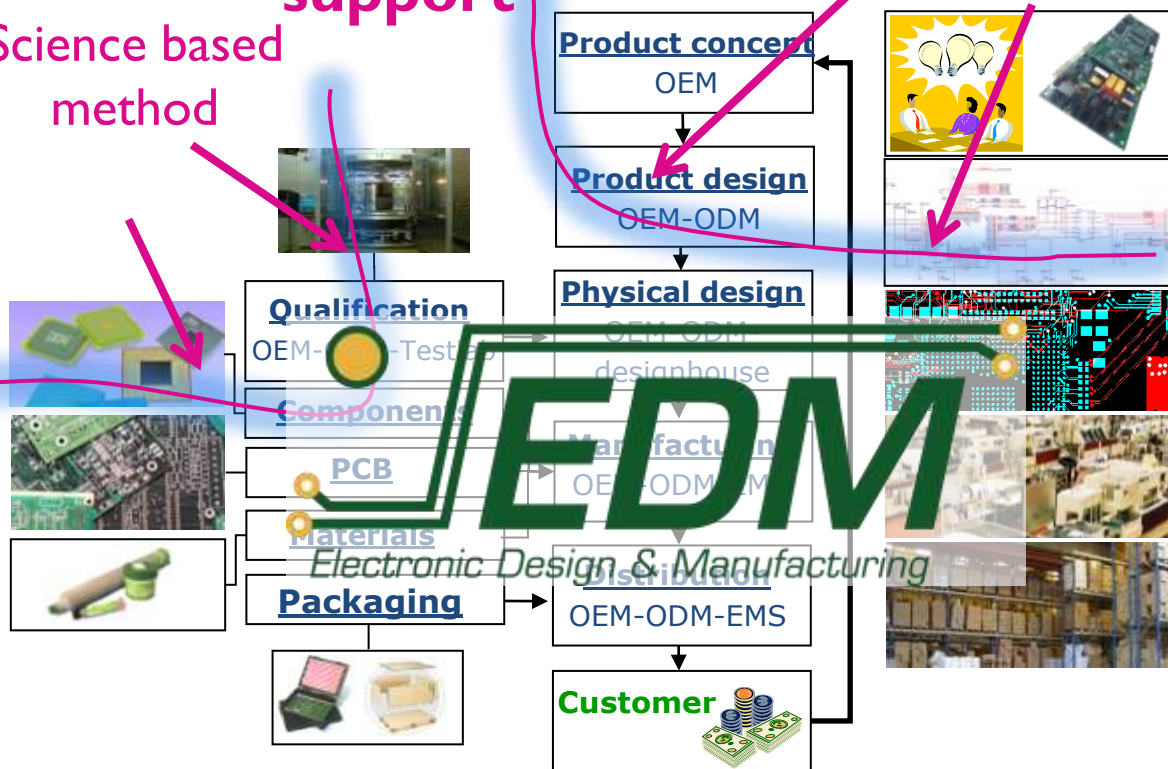 support
Science based
method
Product concept
OEM
Product design
OEM-ODM
Qualification
Physical design
OEM-ODM
designhouse
Components
PCB
Materials
EDM
Electronic Design & Manufacturing
Distribution
Packaging
OEM-ODM-EMS
Customer